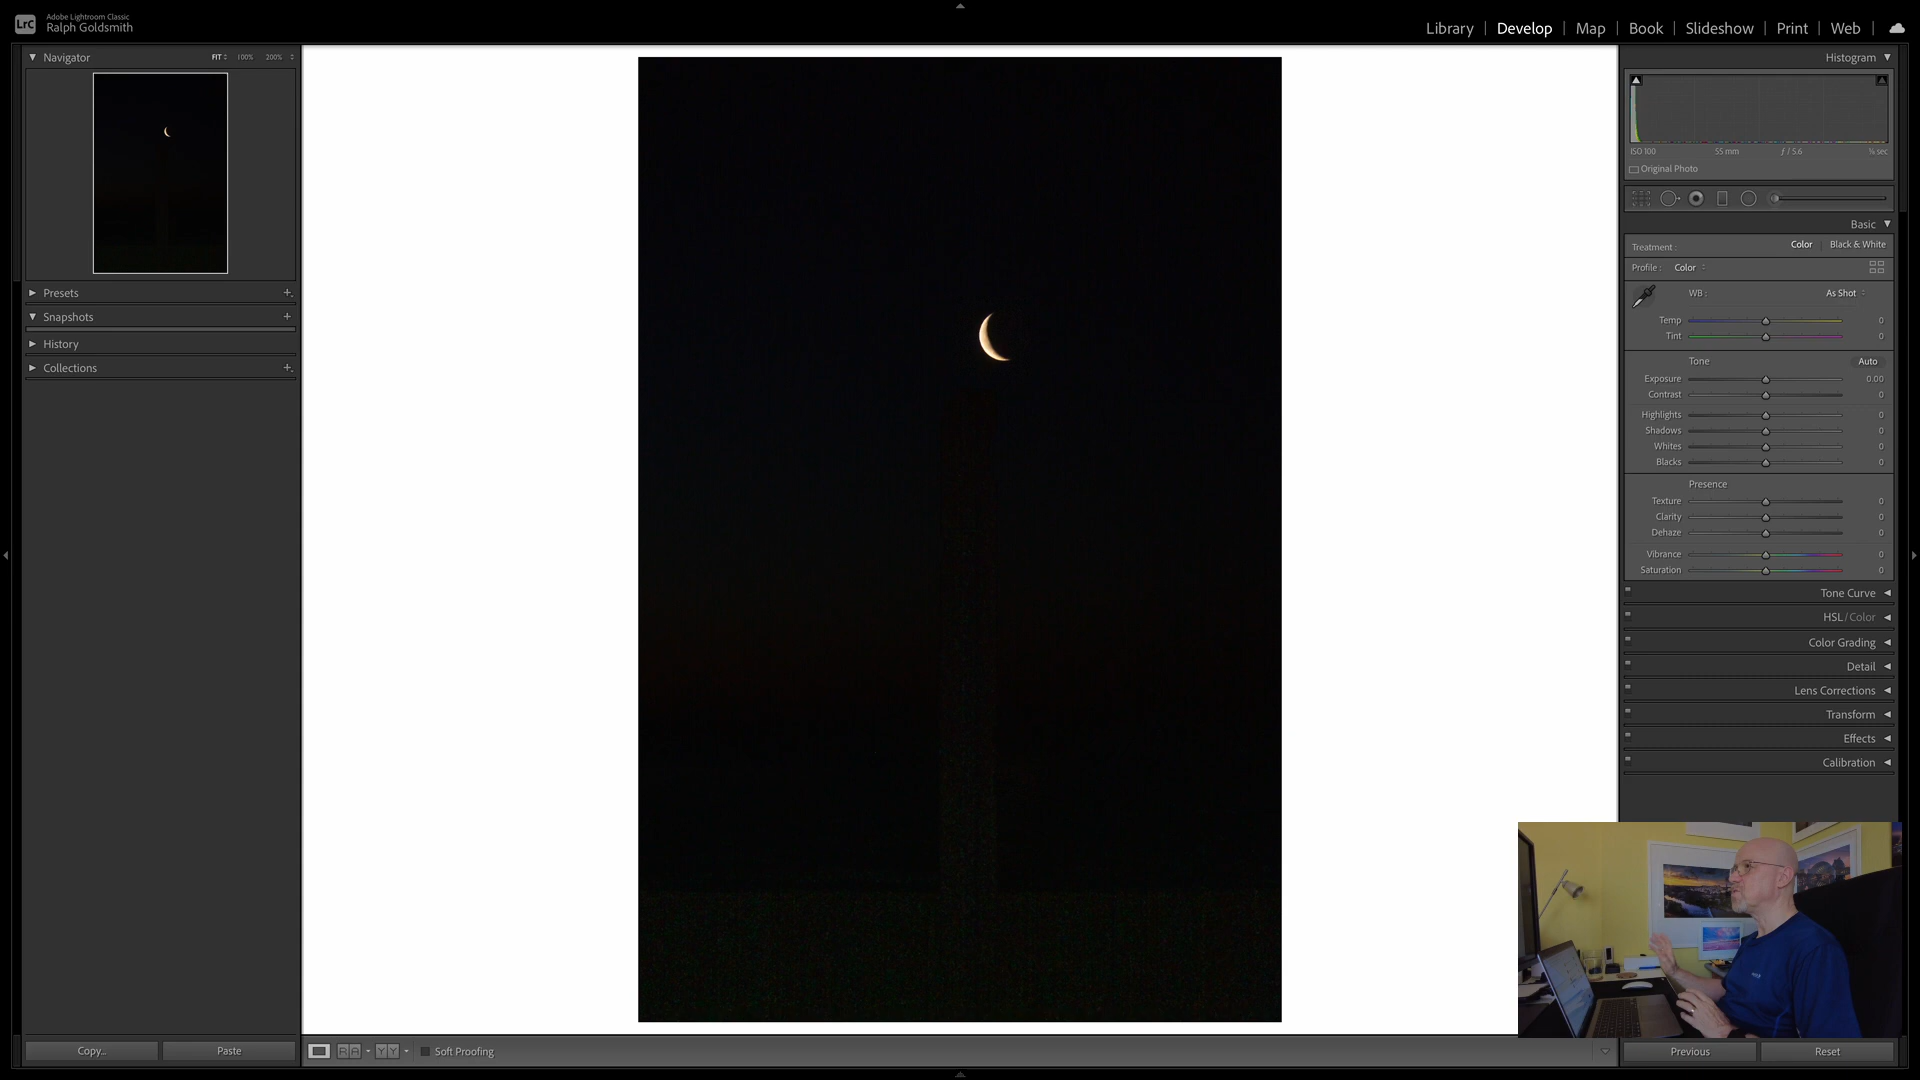 Lrc
Adobe Lightroom Classic
Ralph Goldsmith
Library | Develop | Map | Book | Slideshow | Print | Web
Navigator FIT 100% 200%
Presets
Snapshots
History
Collections
Copy... Paste
RA YY Soft Proofing
Histogram
ISO 100 55 mm ƒ / 5.6
Original Photo
Basic
Treatment : Color | Black & White
Profile : Color
WB : As Shot
Temp 0
Tint 0
Tone Auto
Exposure 0.00
Contrast 0
Highlights 0
Shadows 0
Whites 0
Blacks 0
Presence
Texture 0
Clarity 0
Dehaze 0
Vibrance 0
Saturation 0
Tone Curve
HSL / Color
Color Grading
Detail
Lens Corrections
Transform
Effects
Calibration
Previous Reset